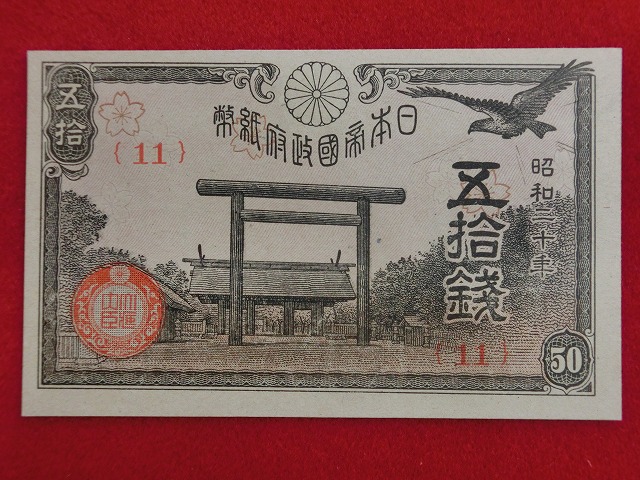 五拾
{11}
日本帝國政府紙幣
昭和二十年
五拾錢
{11}
50